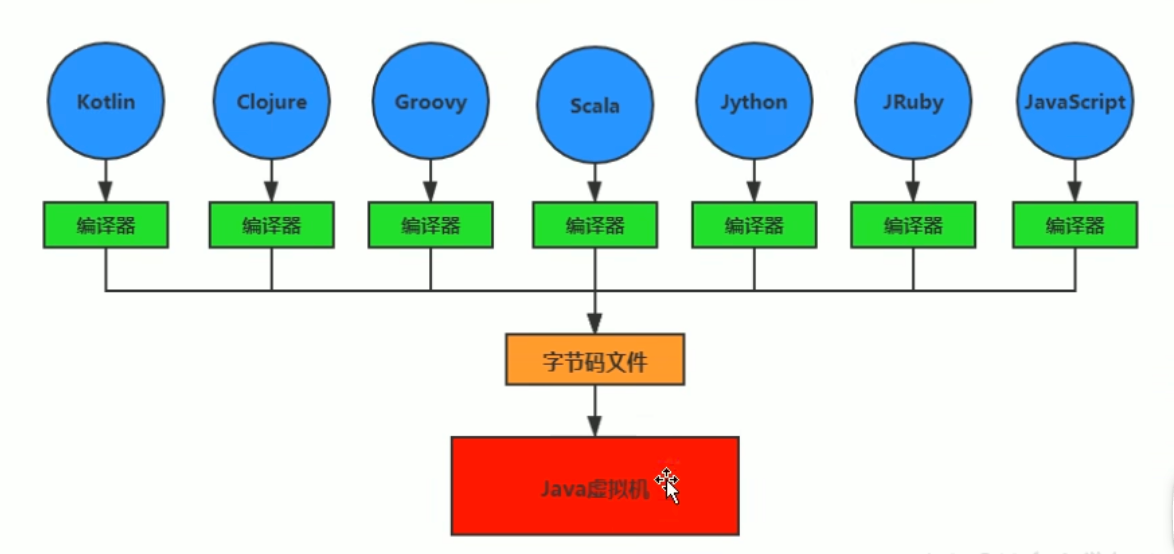 Kotlin
Clojure
Groovy
Scala
Jython
JRuby
JavaScript
编译器
编译器
编译器
编译器
编译器
编译器
编译器
字节码文件
Java虚拟机